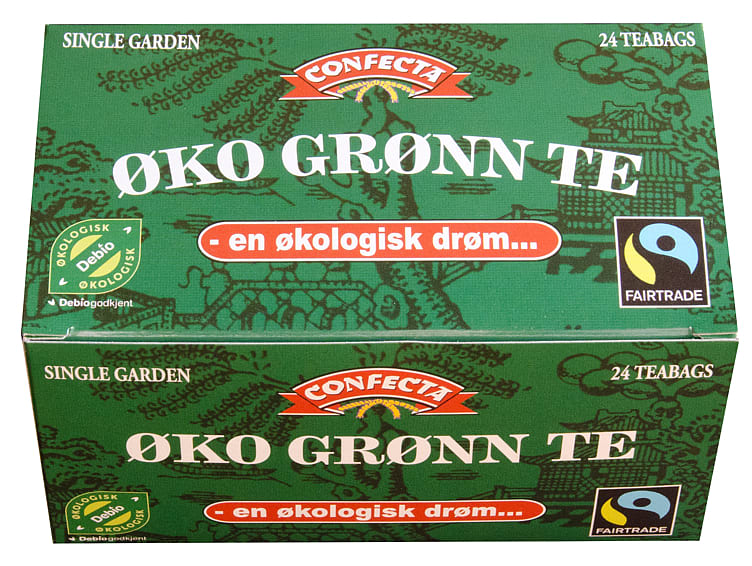 SINGLE GARDEN
24 TEABAGS
CONFECTA
ØKO GRØNN TE
- en økologisk drøm...
ØKOLOGISK
Debio
ØKOLOGISK
Debiogodkjent
FAIRTRADE
SINGLE GARDEN
24 TEABAGS
CONFECTA
ØKO GRØNN TE
- en økologisk drøm...
ØKOLOGISK
Debio
ØKOLOGISK
Debiogodkjent
FAIRTRADE